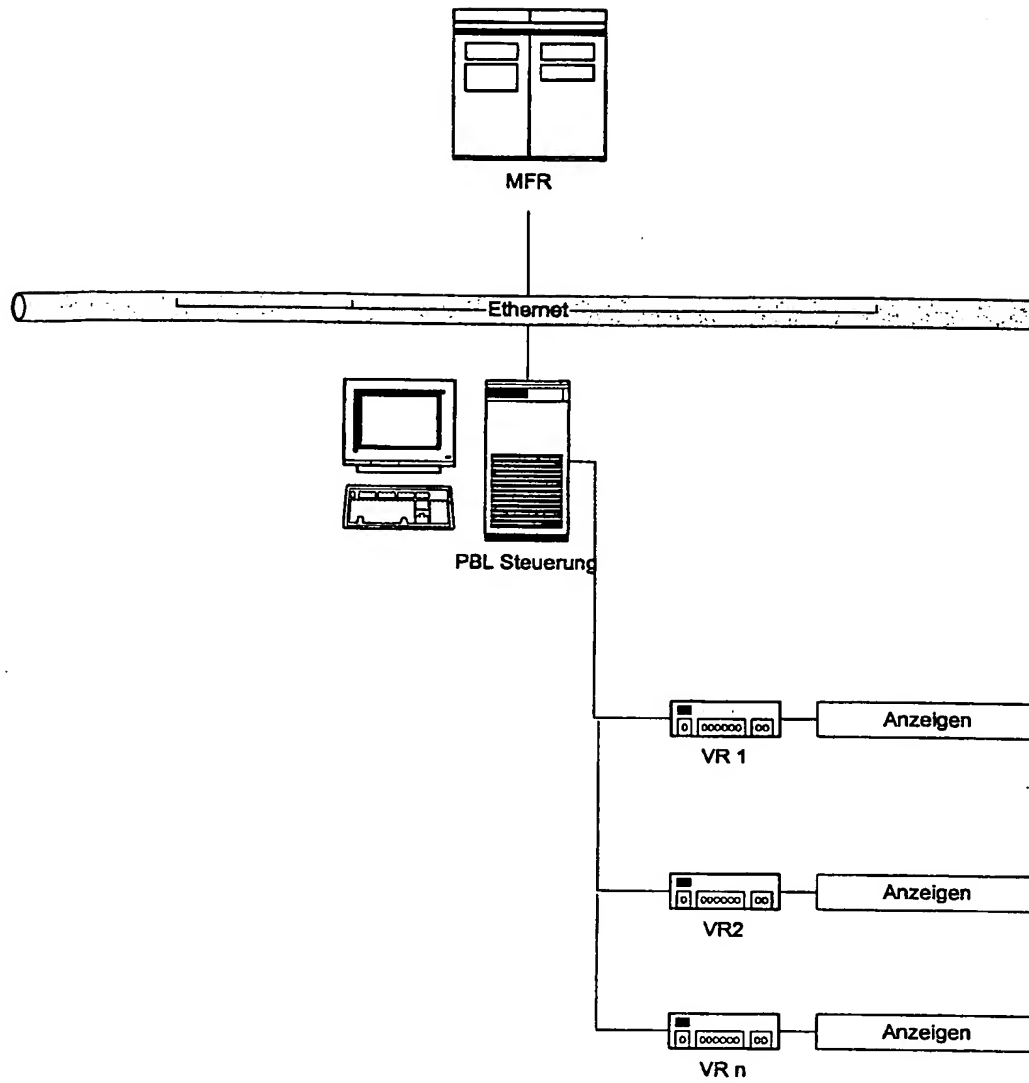 MFR
Ethernet
PBL Steuerung
Anzeigen
VR 1
Anzeigen
VR2
Anzeigen
VR n